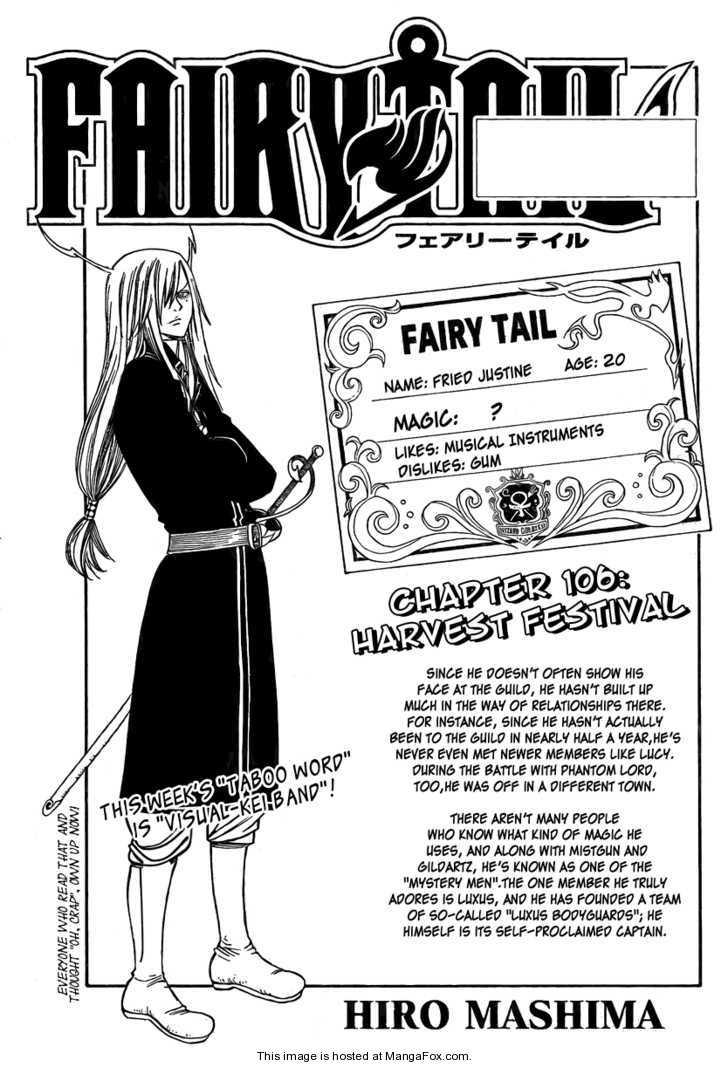 FAIRY TAIL
フェアリーテイル
FAIRY TAIL
NAME: FRIED JUSTINE AGE: 20
MAGIC: ?
LIKES: MUSICAL INSTRUMENTS
DISLIKES: GUM
CHAPTER 106:
HARVEST FESTIVAL
SINCE HE DOESN'T OFTEN SHOW HIS
FACE AT THE GUILD, HE HASN'T BUILT UP
MUCH IN THE WAY OF RELATIONSHIPS THERE.
FOR INSTANCE, SINCE HE HASN'T ACTUALLY
BEEN TO THE GUILD IN NEARLY HALF A YEAR,HE'S
NEVER EVEN MET NEWER MEMBERS LIKE LUCY.
DURING THE BATTLE WITH PHANTOM LORD,
TOO,HE WAS OFF IN A DIFFERENT TOWN.
THERE AREN'T MANY PEOPLE
WHO KNOW WHAT KIND OF MAGIC HE
USES, AND ALONG WITH MISTGUN AND
GILDARTZ, HE'S KNOWN AS ONE OF THE
"MYSTERY MEN".THE ONE MEMBER HE TRULY
ADORES IS LUXUS, AND HE HAS FOUNDED A TEAM
OF SO-CALLED "LUXUS BODYGUARDS"; HE
HIMSELF IS ITS SELF-PROCLAIMED CAPTAIN.
THIS WEEK'S "TABOO WORD"
IS "VISUAL-KEI BAND"!
EVERYONE WHO READ THAT AND
THOUGHT "OH, CRAP", OWN UP NOW!
HIRO MASHIMA
This image is hosted at MangaFox.com.